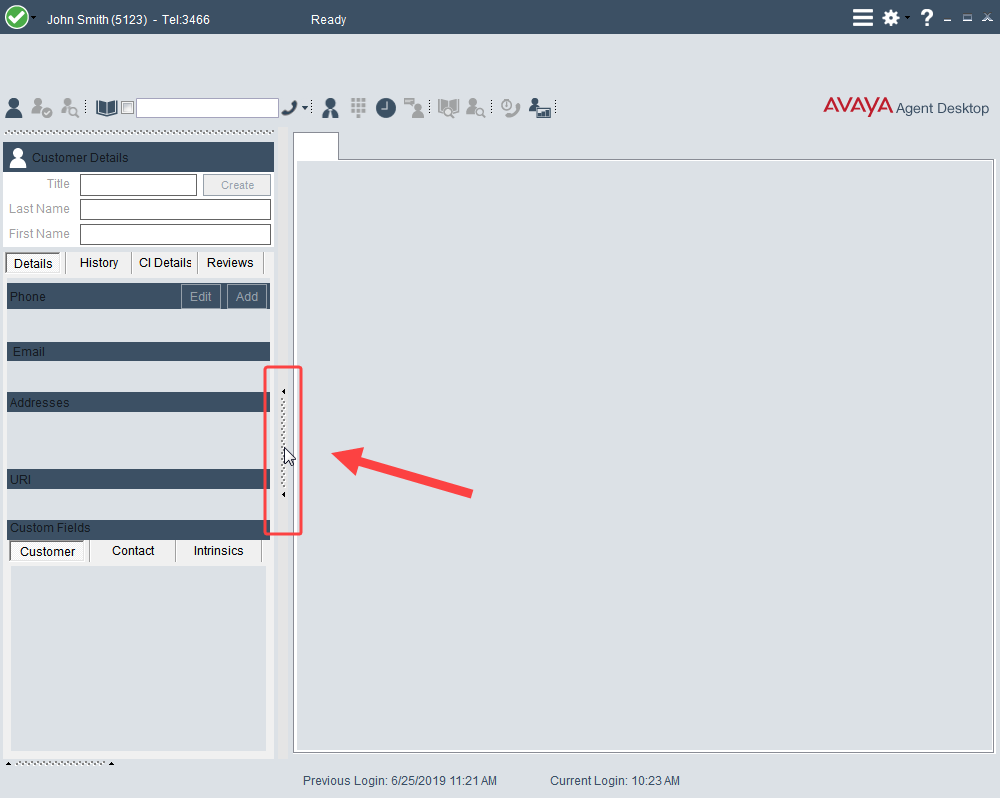 John Smith (5123) - Tel:3466 Ready
AVAYA Agent Desktop
Customer Details
Title Create
Last Name
First Name
Details History CI Details Reviews
Phone Edit Add
Email
Addresses
URI
Custom Fields
Customer Contact Intrinsics
Previous Login: 6/25/2019 11:21 AM Current Login: 10:23 AM